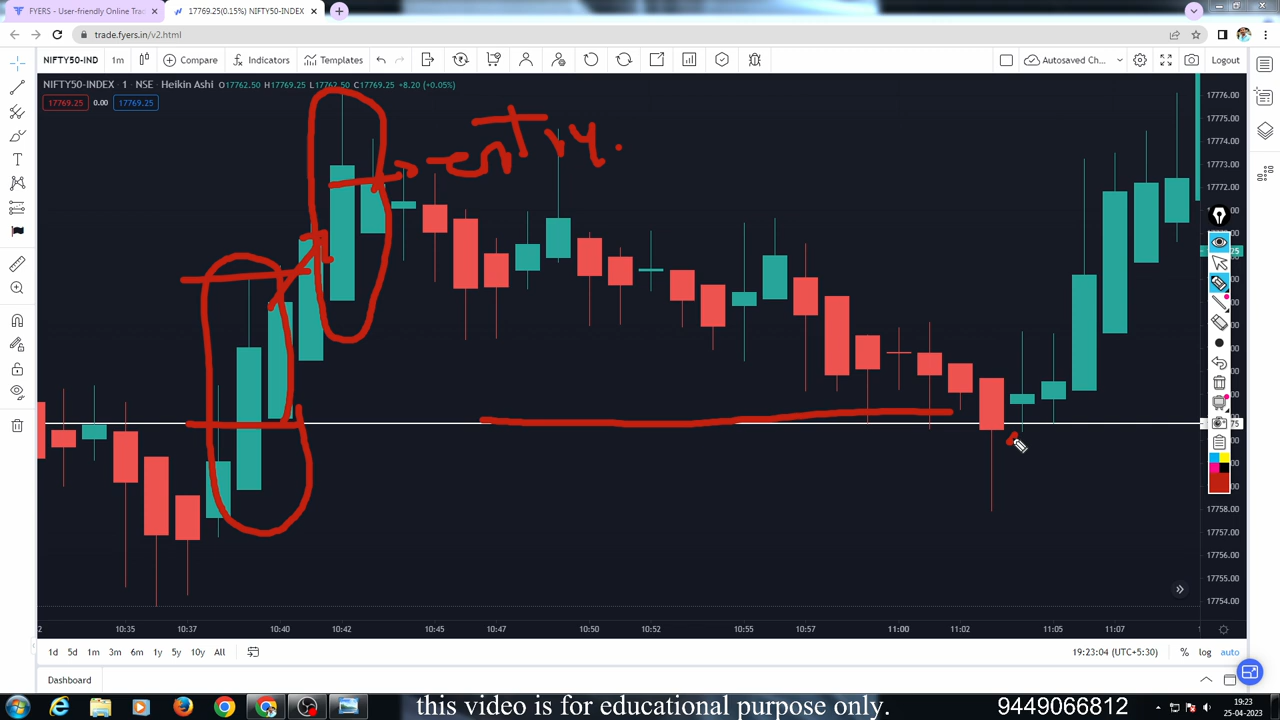 FYERS - User-friendly Online Tra
17769.25(0.15%) NIFTY50-INDEX
trade.fyers.in/v2.html
NIFTY50-IND 1m Compare Indicators Templates Autosaved Cha... Logout
NIFTY50-INDEX · 1 · NSE · Heikin Ashi O17762.50 H17769.25 L17762.50 C17769.25 +8.20 (+0.05%)
17769.25 0.00 17769.25
entry.
17776.00
17775.00
17774.00
17773.00
17772.00
25
75
17758.00
17757.00
17756.00
17755.00
17754.00
10:35 10:37 10:40 10:42 10:45 10:47 10:50 10:52 10:55 10:57 11:00 11:02 11:05 11:07
1d 5d 1m 3m 6m 1y 5y 10y All 19:23:04 (UTC+5:30) % log auto
Dashboard
this video is for educational purpose only. 9449066812
19:23
25-04-2023